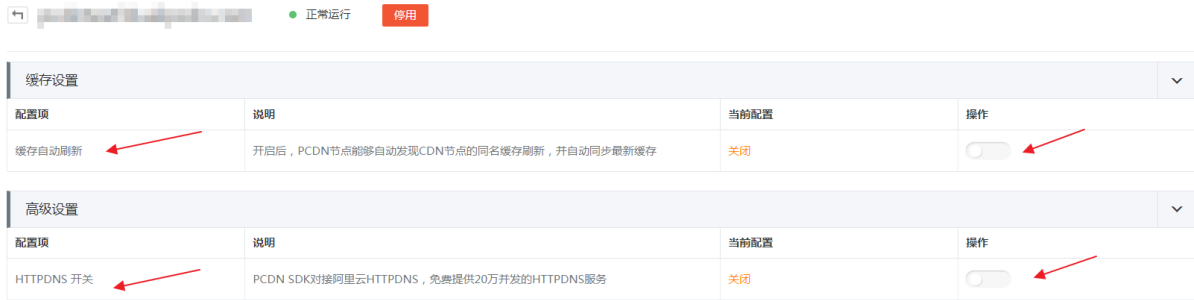 正常运行 停用
缓存设置
配置项 说明 当前配置 操作
缓存自动刷新 开启后，PCDN节点能够自动发现CDN节点的同名缓存刷新，并自动同步最新缓存 关闭
高级设置
配置项 说明 当前配置 操作
HTTPDNS 开关 PCDN SDK对接阿里云HTTPDNS，免费提供20万并发的HTTPDNS服务 关闭